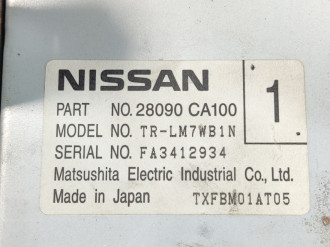 NISSAN
PART NO. 28090 CA100
1
MODEL NO. TR-LM7WB1N
SERIAL NO. FA3412934
Matsushita Electric Industrial Co., Ltd.
Made in Japan TXFBM01AT05